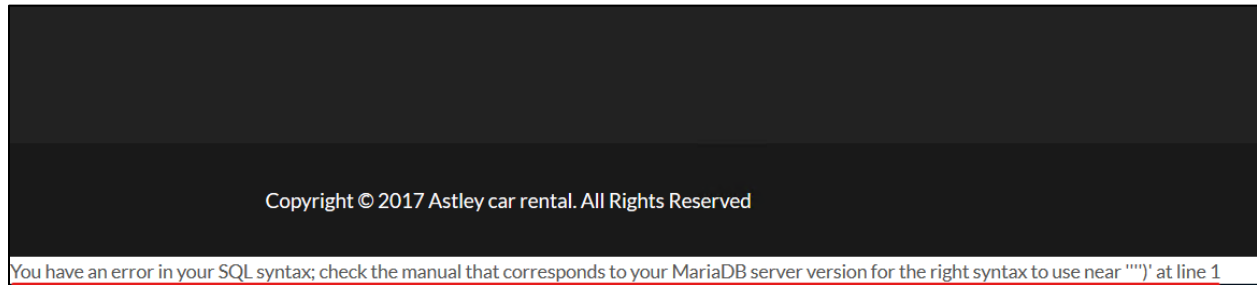 Copyright © 2017 Astley car rental. All Rights Reserved
You have an error in your SQL syntax; check the manual that corresponds to your MariaDB server version for the right syntax to use near '''')' at line 1